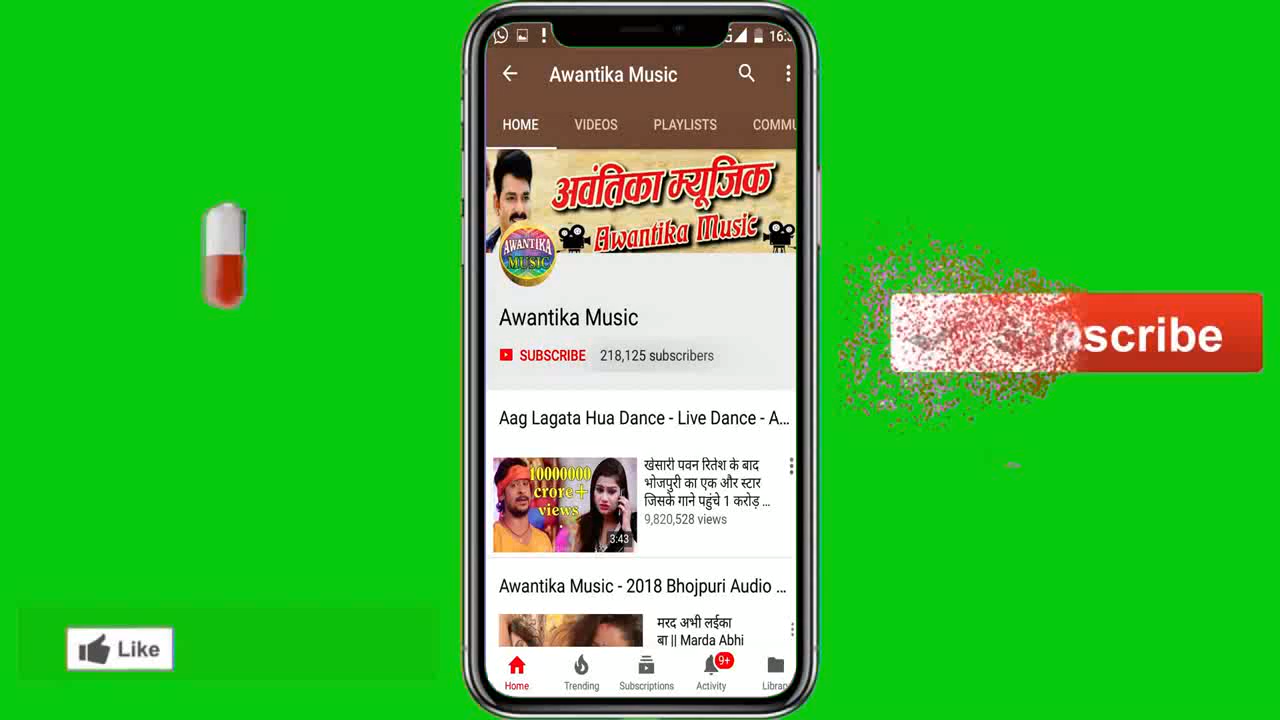 16:3
Awantika Music
HOME VIDEOS PLAYLISTS COMMU
अवंतिका म्यूजिक
Awantika Music
AWANTIKA
MUSIC
Awantika Music
SUBSCRIBE 218,125 subscribers
scribe
Aag Lagata Hua Dance - Live Dance - A...
10000000
crore+
views
3:43
खेसारी पवन रितेश के बाद
भोजपुरी का एक और स्टार
जिसके गाने पहुंचे 1 करोड़ ...
9,820,528 views
Awantika Music - 2018 Bhojpuri Audio ...
मरद अभी लईका
बा || Marda Abhi
Like
9+
Home Trending Subscriptions Activity Librar